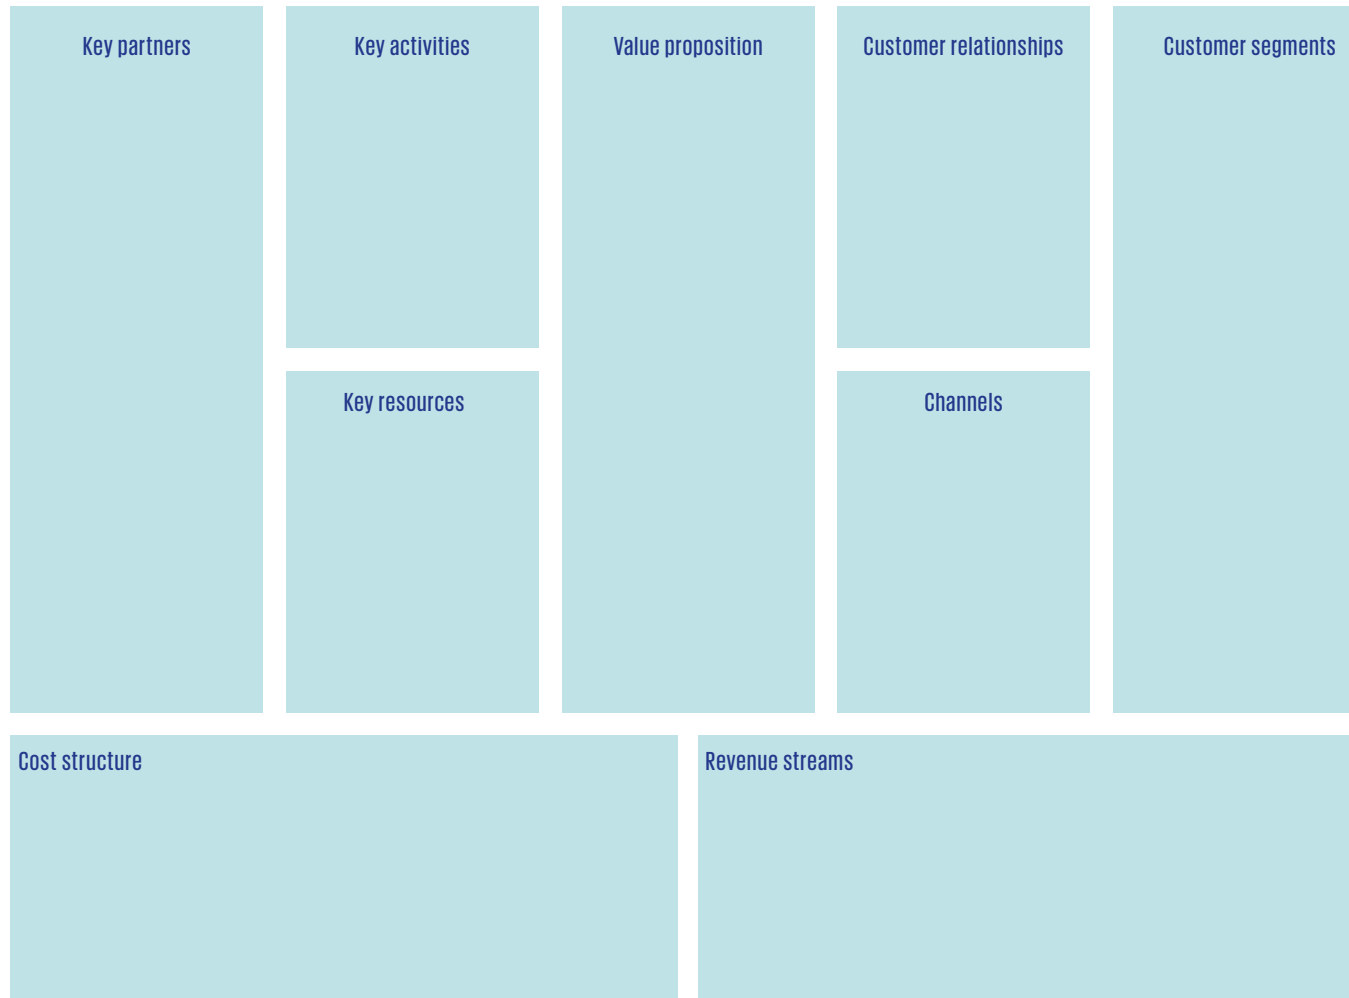 Key partners
Key activities
Value proposition
Customer relationships
Customer segments
Key resources
Channels
Cost structure
Revenue streams